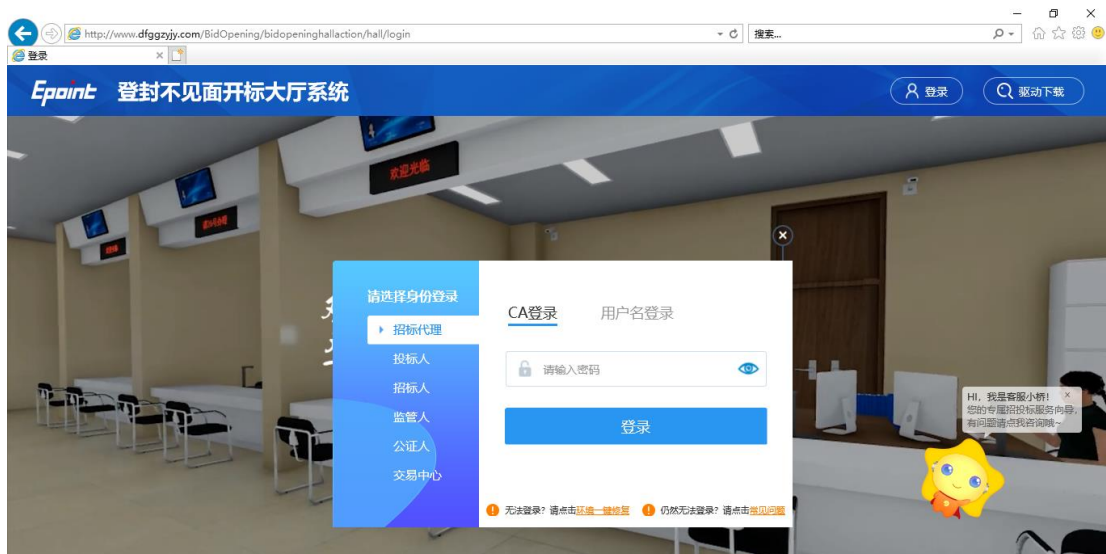 http://www.dfggzyjy.com/BidOpening/bidopeninghallaction/hall/login
搜索...
登录
Epoint 登封不见面开标大厅系统
登录
驱动下载
欢迎光临
请选择身份登录
招标代理
投标人
招标人
监管人
公证人
交易中心
CA登录 用户名登录
请输入密码
登录
无法登录？请点击环境一键修复
仍然无法登录？请点击常见问题
HI，我是客服小桥！
您的专属招投标服务向导，
有问题请点我咨询哦~